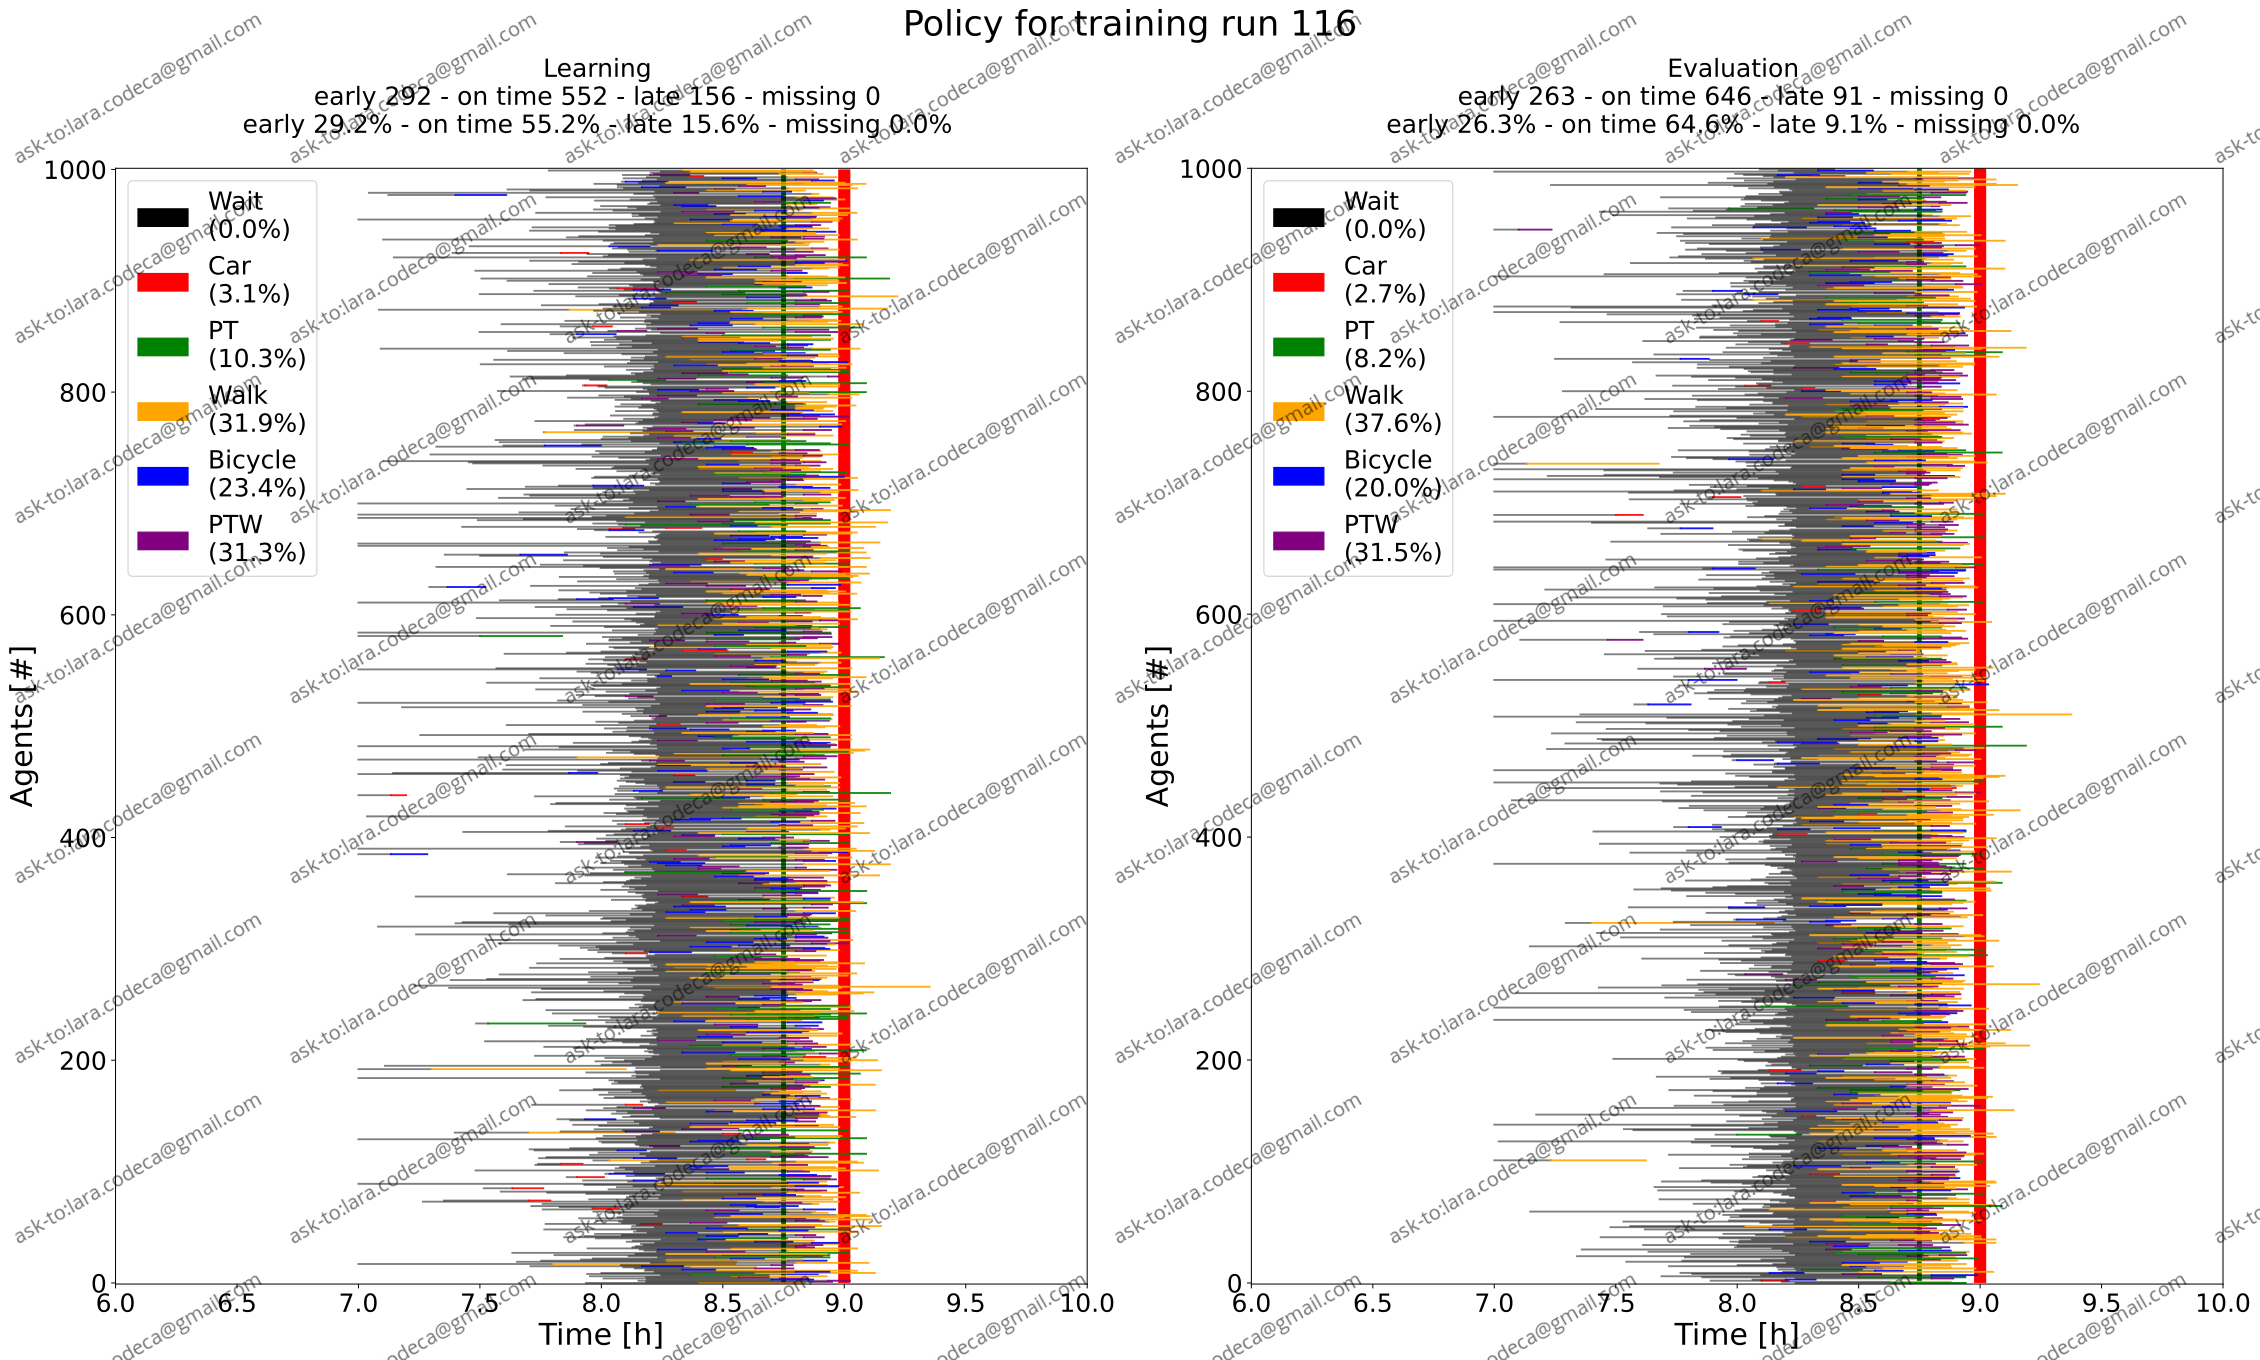 Policy for training run 116
Learning
early 292 - on time 552 - late 156 - missing 0
early 29.2% - on time 55.2% - late 15.6% - missing 0.0%
Evaluation
early 263 - on time 646 - late 91 - missing 0
early 26.3% - on time 64.6% - late 9.1% - missing 0.0%
Agents [#]
1000
800
600
400
200
0
Wait
(0.0%)
Car
(3.1%)
PT
(10.3%)
Walk
(31.9%)
Bicycle
(23.4%)
PTW
(31.3%)
6.0 6.5 7.0 7.5 8.0 8.5 9.0 9.5 10.0
Time [h]
Agents [#]
1000
800
600
400
200
0
Wait
(0.0%)
Car
(2.7%)
PT
(8.2%)
Walk
(37.6%)
Bicycle
(20.0%)
PTW
(31.5%)
6.0 6.5 7.0 7.5 8.0 8.5 9.0 9.5 10.0
Time [h]
ask-to:lara.codeca@gmail.com